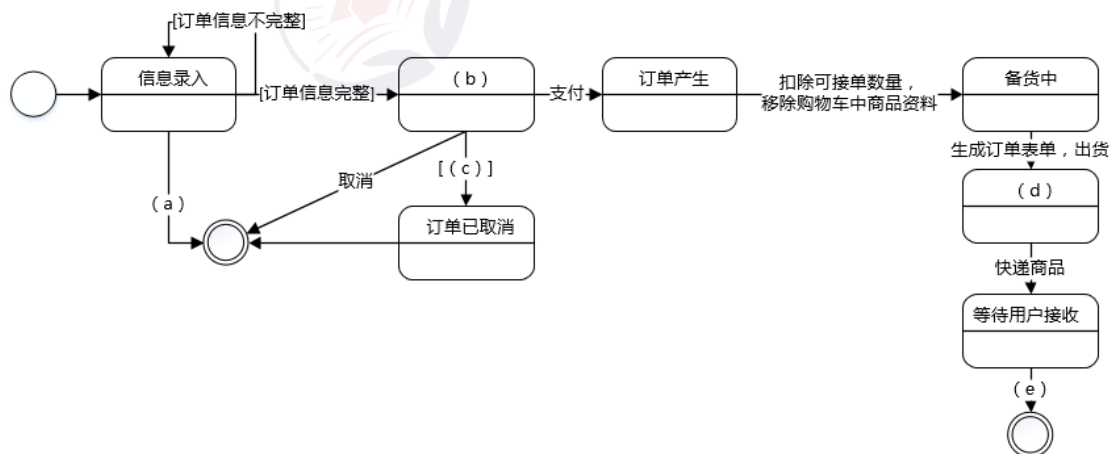 [订单信息不完整]
信息录入
[订单信息完整]
(b)
支付
订单产生
扣除可接单数量，
移除购物车中商品资料
备货中
生成订单表单，出货
(a)
取消
[(c)]
(d)
订单已取消
快递商品
等待用户接收
(e)